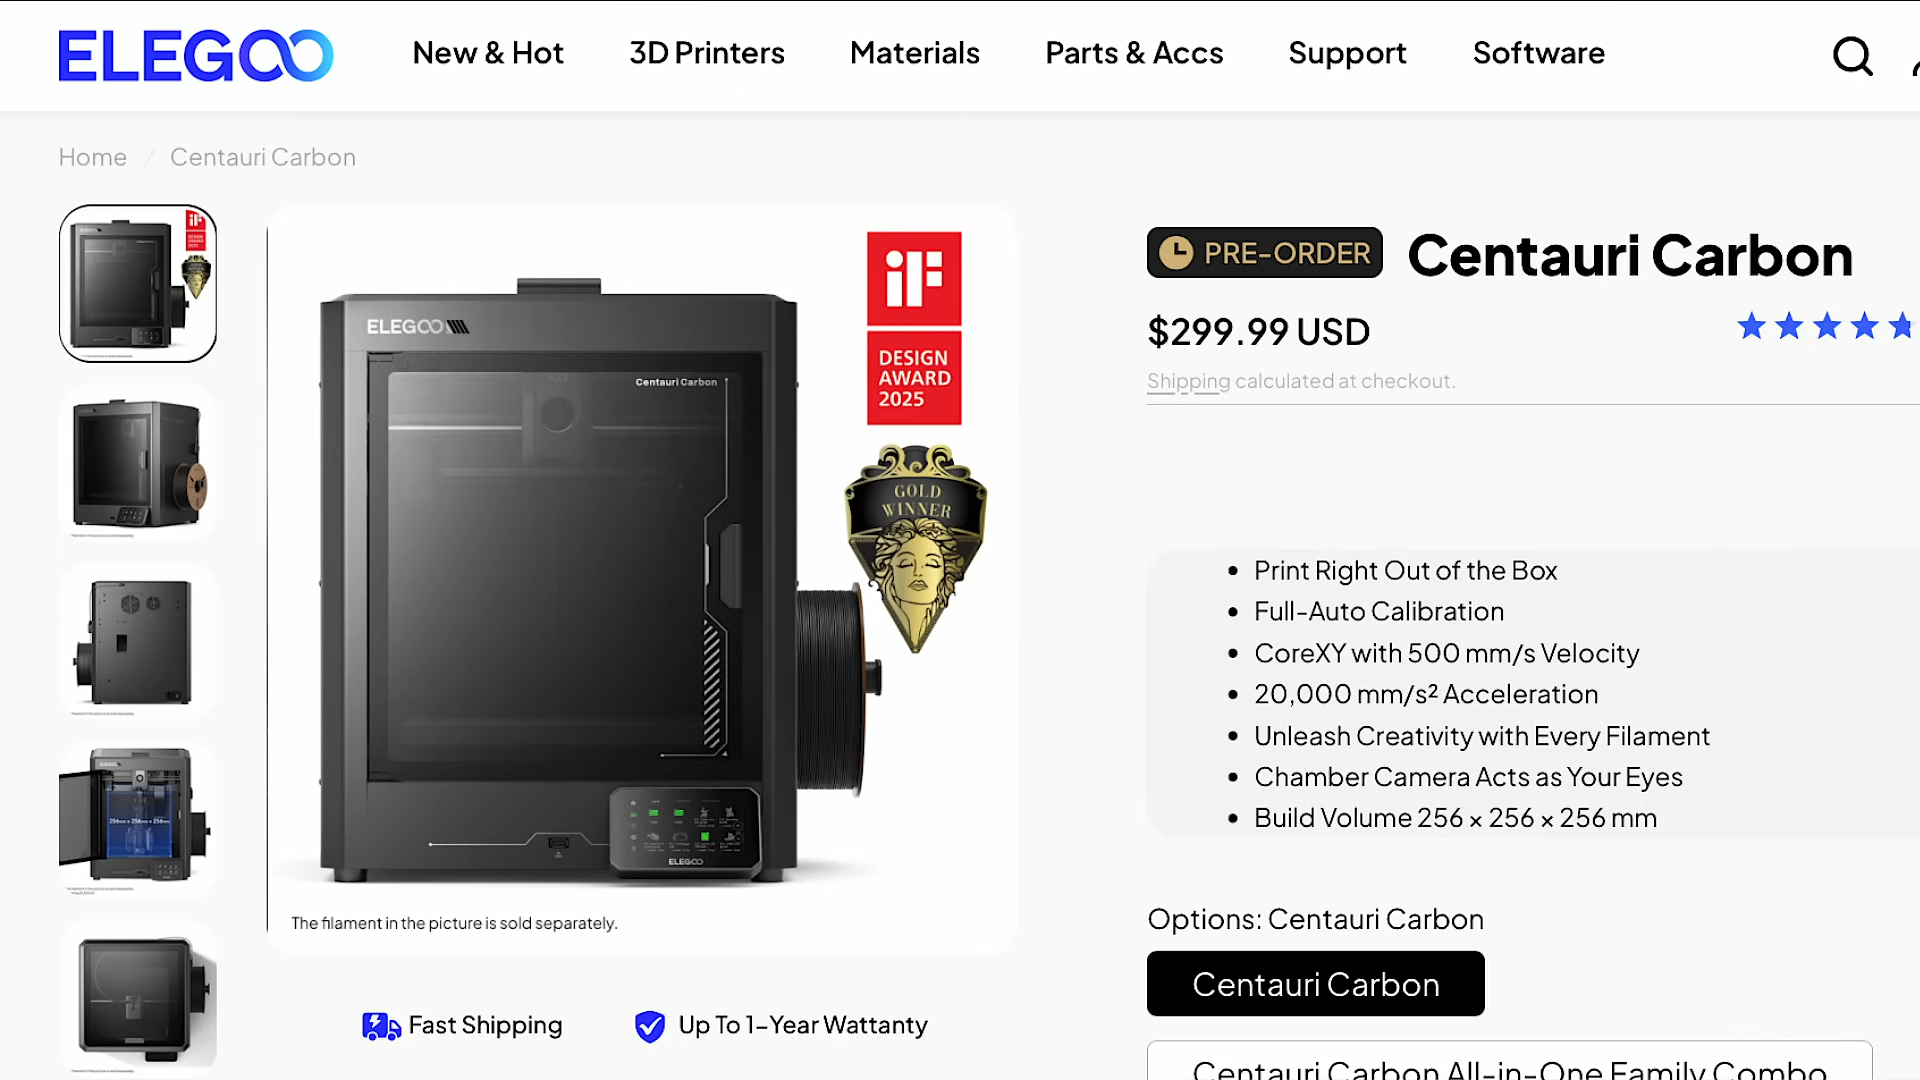 ELEGOO
New & Hot
3D Printers
Materials
Parts & Accs
Support
Software
Home / Centauri Carbon
ELEGOO
Centauri Carbon
iF
DESIGN
AWARD
2025
GOLD
WINNER
ELEGOO
The filament in the picture is sold separately.
Fast Shipping
Up To 1-Year Wattanty
PRE-ORDER
Centauri Carbon
$299.99 USD
Shipping calculated at checkout.
• Print Right Out of the Box
• Full-Auto Calibration
• CoreXY with 500 mm/s Velocity
• 20,000 mm/s² Acceleration
• Unleash Creativity with Every Filament
• Chamber Camera Acts as Your Eyes
• Build Volume 256 × 256 × 256 mm
Options: Centauri Carbon
Centauri Carbon
Centauri Carbon All-in-One Family Combo